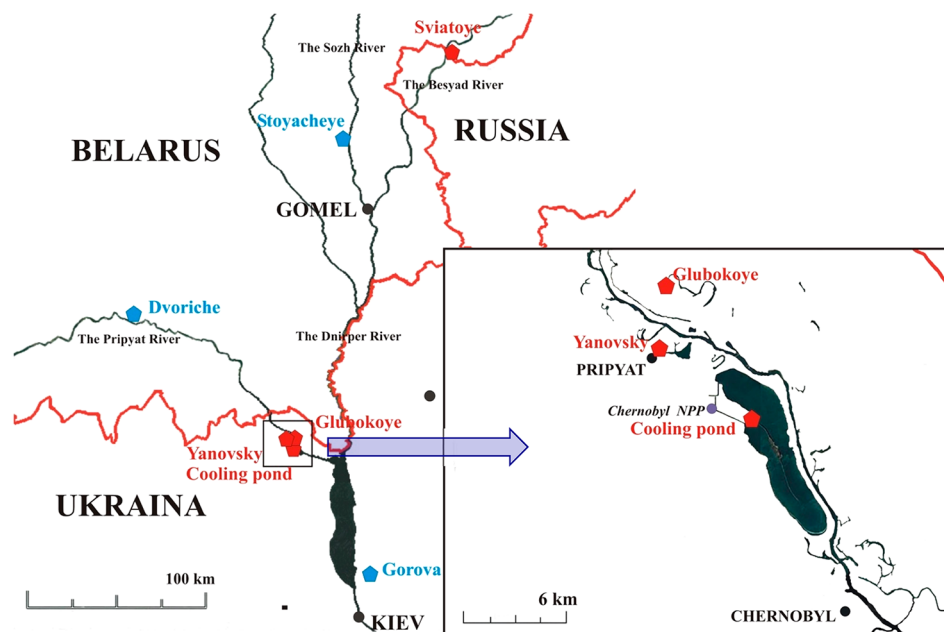 Sviatoye
The Sozh River
The Besyad River
Stoyacheye
RUSSIA
BELARUS
GOMEL
Glubokoye
Dvoriche
The Dnieper River
The Pripyat River
Yanovsky
PRIPYAT
Chernobyl NPP
Glubokoye
Cooling pond
Yanovsky
Cooling pond
UKRAINA
Gorova
100 km
6 km
CHERNOBYL
KIEV